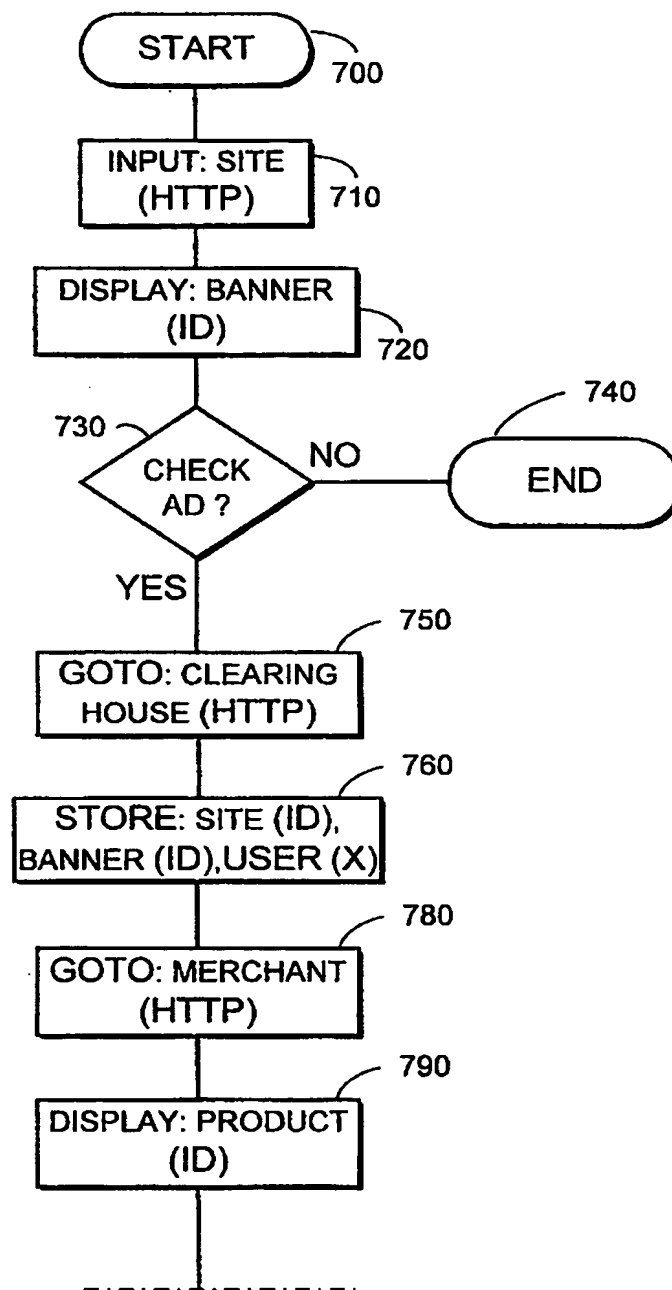 START
700
INPUT: SITE
(HTTP)
710
DISPLAY: BANNER
(ID)
720
730
CHECK
AD ?
NO
740
END
YES
750
GOTO: CLEARING
HOUSE (HTTP)
760
STORE: SITE (ID),
BANNER (ID),USER (X)
780
GOTO: MERCHANT
(HTTP)
790
DISPLAY: PRODUCT
(ID)